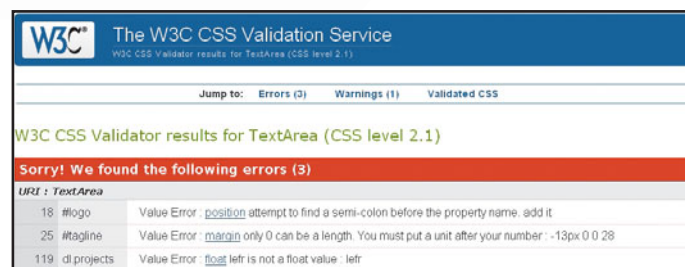 W3C® The W3C CSS Validation Service
W3C CSS Validator results for TextArea (CSS level 2.1)
Jump to: Errors (3) Warnings (1) Validated CSS
W3C CSS Validator results for TextArea (CSS level 2.1)
Sorry! We found the following errors (3)
URI : TextArea
18 #logo Value Error : position attempt to find a semi-colon before the property name. add it
25 #tagline Value Error : margin only 0 can be a length. You must put a unit after your number : -13px 0 0 28
119 dl.projects Value Error : float lefr is not a float value : lefr